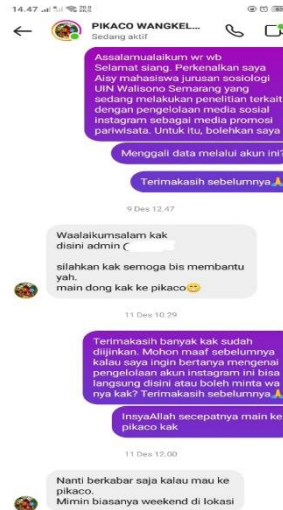 14.47
PIKACO WANGKEL...
Sedang aktif
Assalamualaikum wr wb
Selamat siang. Perkenalkan saya
Aisy mahasiswa jurusan sosiologi
UIN Walisono Semarang yang
sedang melakukan penelitian terkait
dengan pengelolaan media sosial
instagram sebagai media promosi
pariwisata. Untuk itu, bolehkan saya
Menggali data melalui akun ini?
Terimakasih sebelumnya🙏
9 Des 12.47
Waalaikumsalam kak
disini admin (
silahkan kak semoga bis membantu
yah.
main dong kak ke pikaco😊
11 Des 10.29
Terimakasih banyak kak sudah
diijinkan. Mohon maaf sebelumnya
kalau saya ingin bertanya mengenai
pengelolaan akun instagram ini bisa
langsung disini atau boleh minta wa
nya kak? Terimakasih sebelumnya🙏
InsyaAllah secepatnya main ke
pikaco kak
11 Des 12.00
Nanti berkabar saja kalau mau ke
pikaco.
Mimin biasanya weekend di lokasi